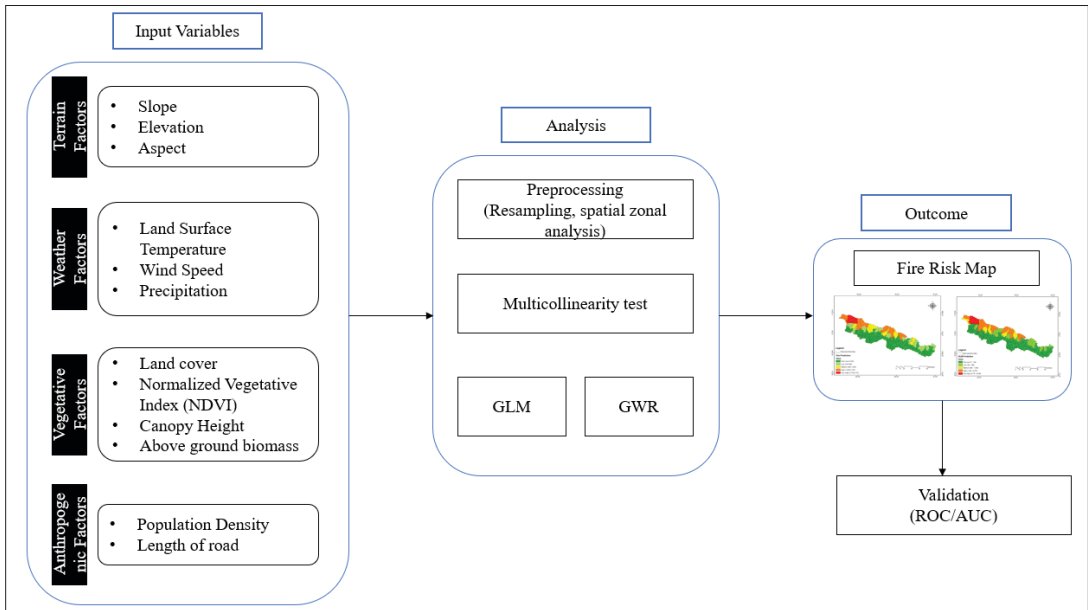 Input Variables
Terrain
Factors
• Slope
• Elevation
• Aspect
Weather
Factors
• Land Surface
Temperature
• Wind Speed
• Precipitation
Vegetative
Factors
• Land cover
• Normalized Vegetative
Index (NDVI)
• Canopy Height
• Above ground biomass
Anthropoge
nic Factors
• Population Density
• Length of road
Analysis
Preprocessing
(Resampling, spatial zonal
analysis)
Multicollinearity test
GLM
GWR
Outcome
Fire Risk Map
Validation
(ROC/AUC)